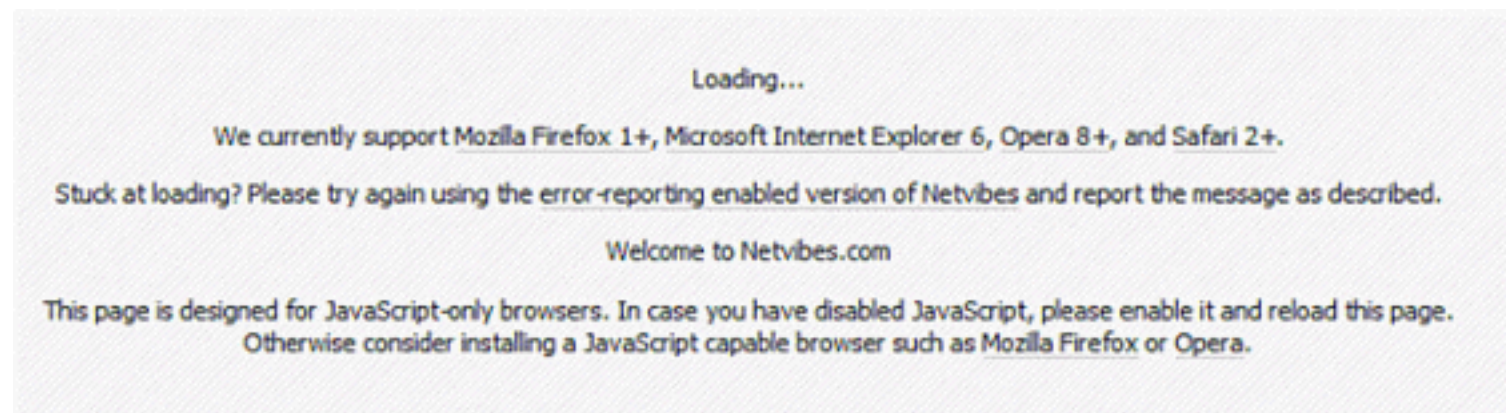 Loading...
We currently support Mozilla Firefox 1+, Microsoft Internet Explorer 6, Opera 8+, and Safari 2+.
Stuck at loading? Please try again using the error-reporting enabled version of Netvibes and report the message as described.
Welcome to Netvibes.com
This page is designed for JavaScript-only browsers. In case you have disabled JavaScript, please enable it and reload this page.
Otherwise consider installing a JavaScript capable browser such as Mozilla Firefox or Opera.